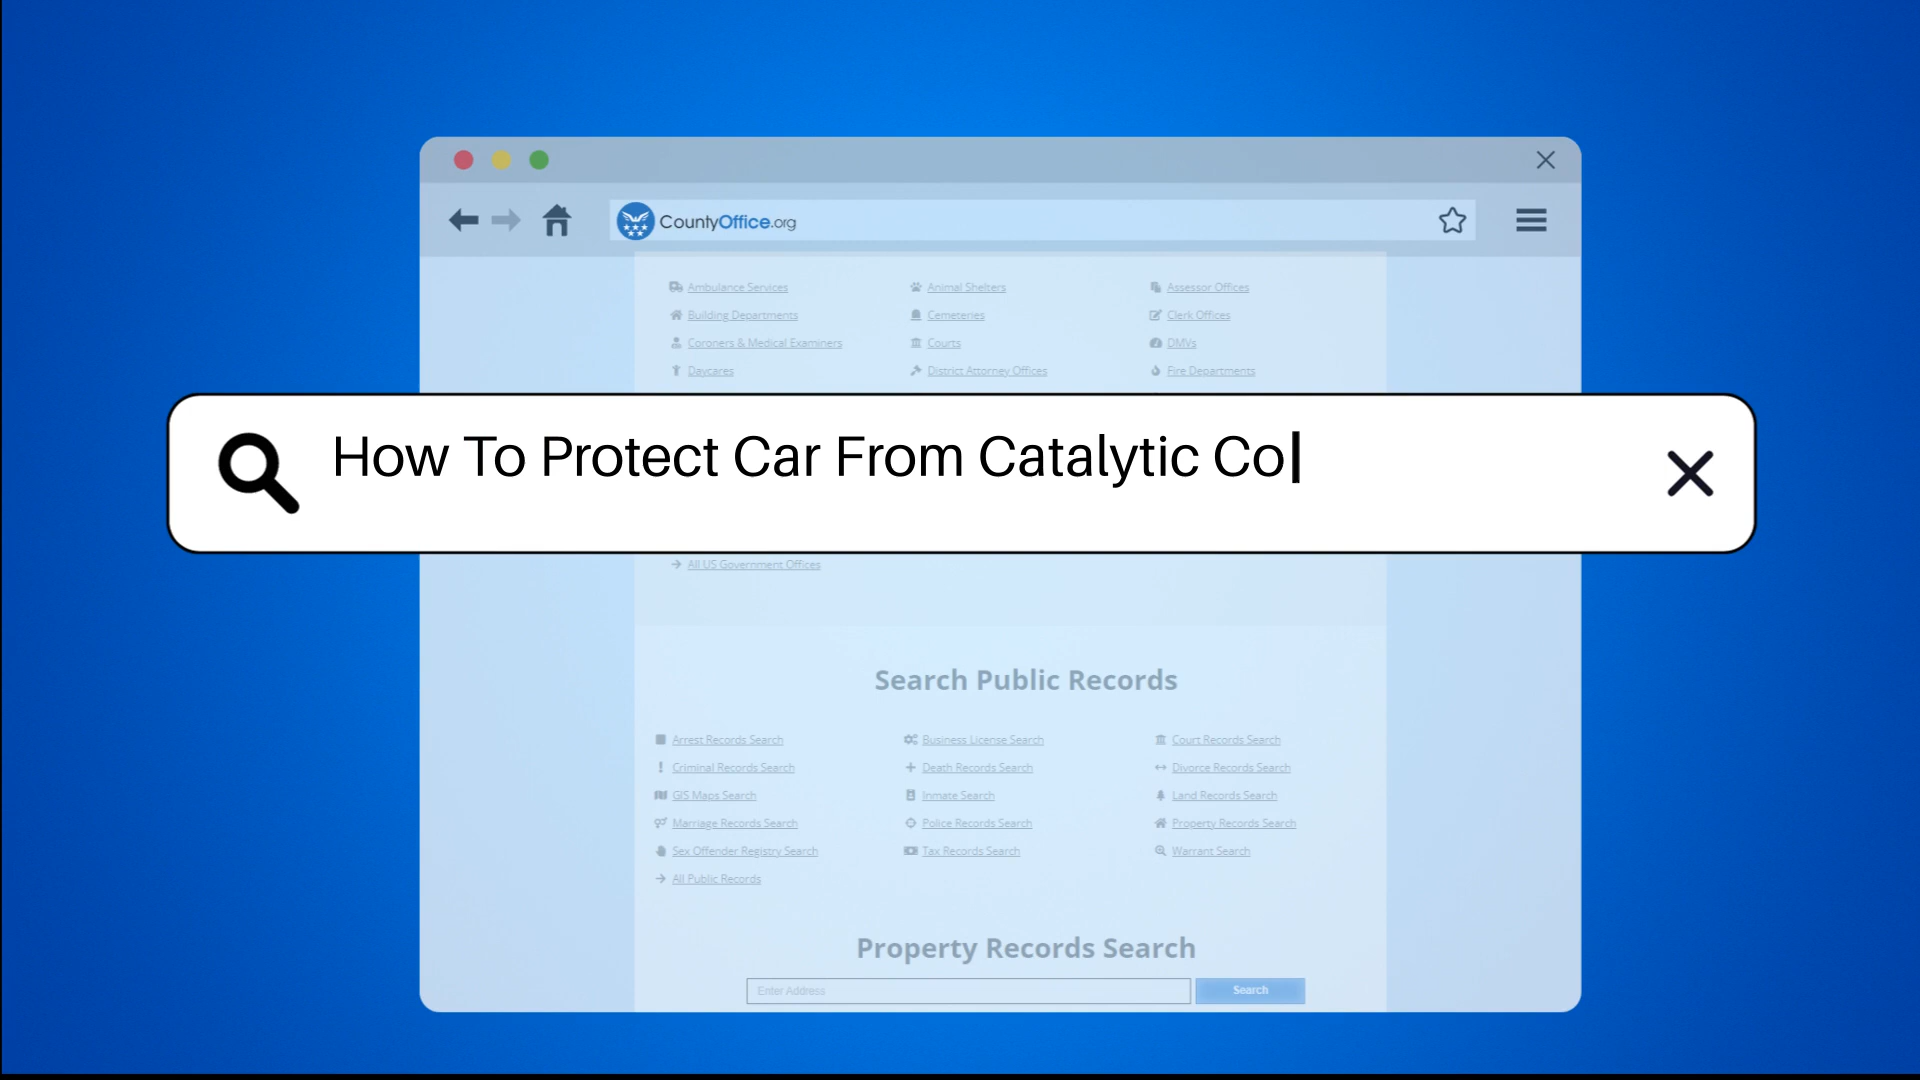 CountyOffice.org
Ambulance Services Animal Shelters Assessor Offices
Building Departments Cemeteries Clerk Offices
Coroners & Medical Examiners Courts DMVs
Daycares District Attorney Offices Fire Departments
How To Protect Car From Catalytic Co
All US Government Offices
Search Public Records
Arrest Records Search Business License Search Court Records Search
Criminal Records Search Death Records Search Divorce Records Search
GIS Maps Search Inmate Search Land Records Search
Marriage Records Search Police Records Search Property Records Search
Sex Offender Registry Search Tax Records Search Warrant Search
All Public Records
Property Records Search
Enter Address Search